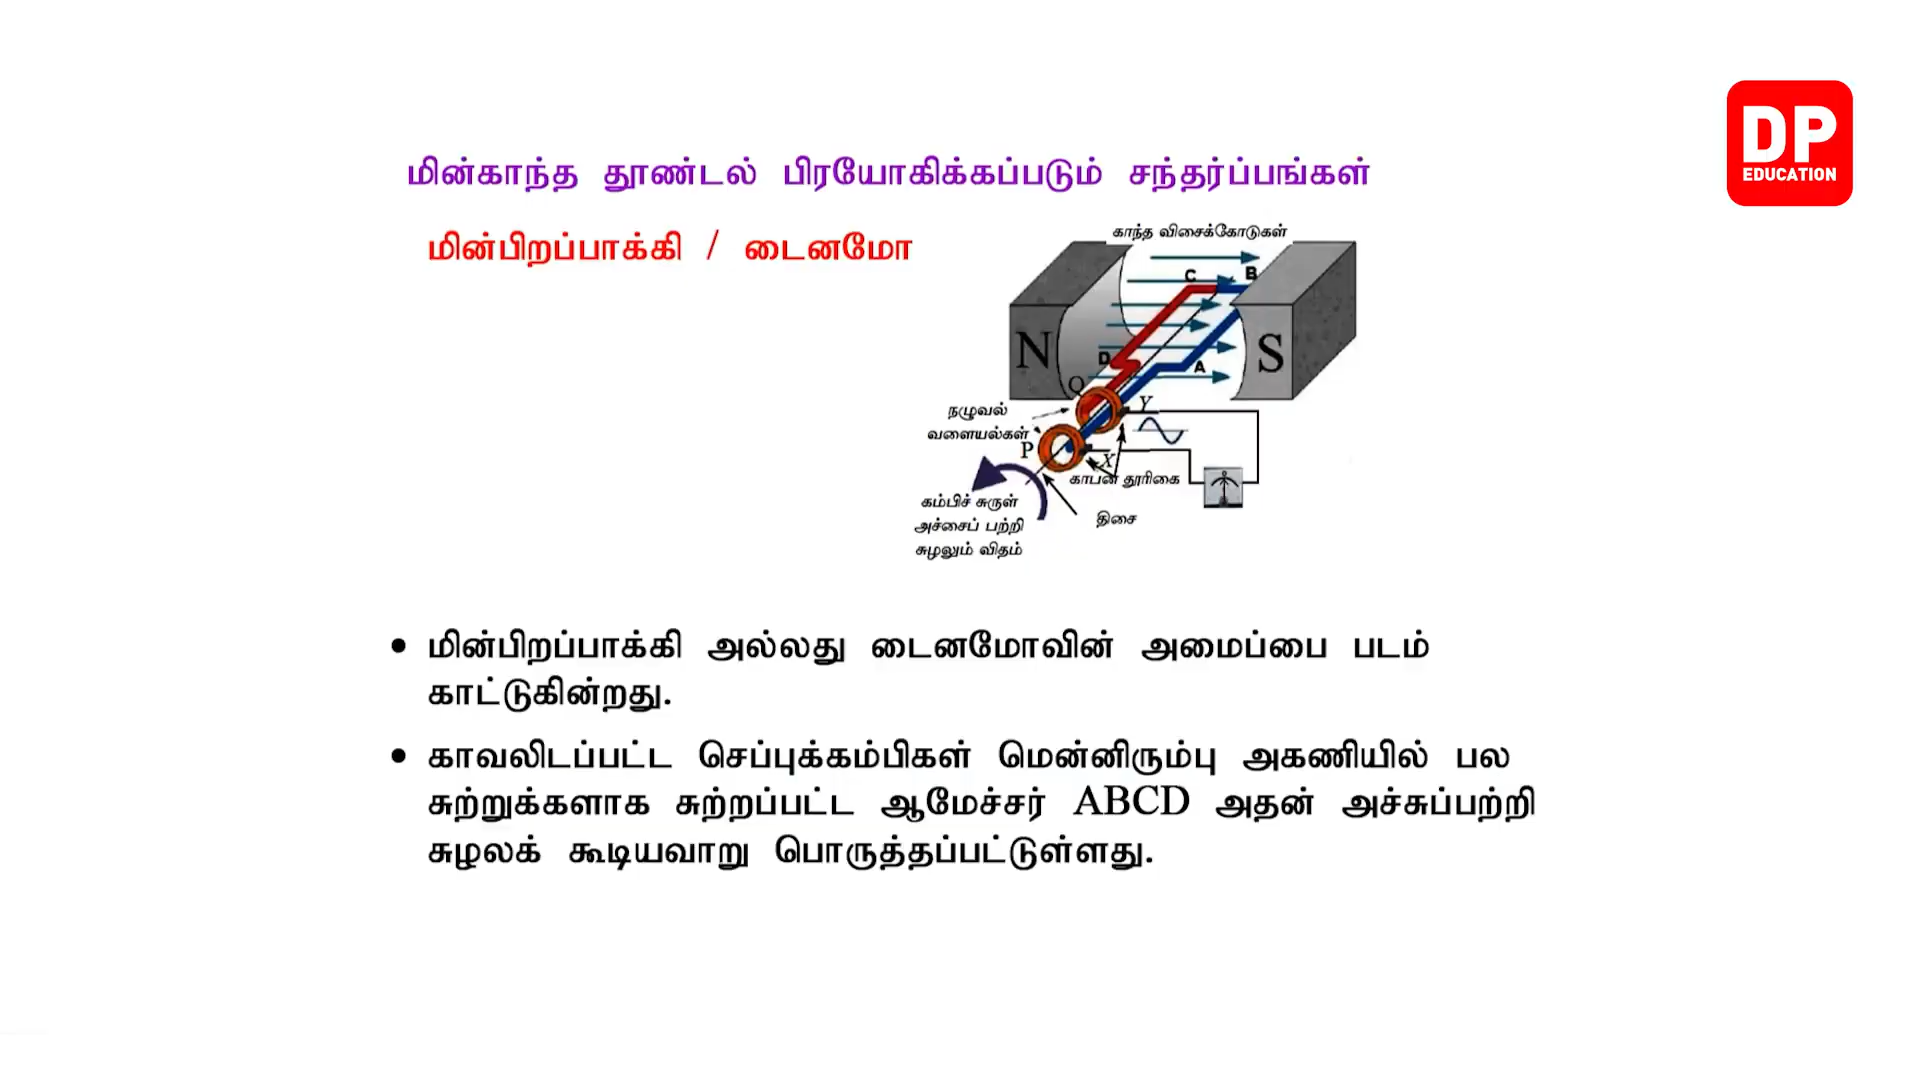 DP
EDUCATION
மின்காந்த தூண்டல் பிரயோகிக்கப்படும் சந்தர்ப்பங்கள்
மின்பிறப்பாக்கி / டைனமோ
காந்த விசைக்கோடுகள்
C B
N S
D A
Q
நழுவல்
வளையல்கள்
Y
P
X
காபன் தூரிகை
கம்பிச் சுருள்
அச்சைப் பற்றி
சுழலும் விதம்
திசை
• மின்பிறப்பாக்கி அல்லது டைனமோவின் அமைப்பை படம்
காட்டுகின்றது.
• காவலிடப்பட்ட செப்புக்கம்பிகள் மென்னிரும்பு அகணியில் பல
சுற்றுக்களாக சுற்றப்பட்ட ஆமேச்சர் ABCD அதன் அச்சுப்பற்றி
சுழலக் கூடியவாறு பொருத்தப்பட்டுள்ளது.